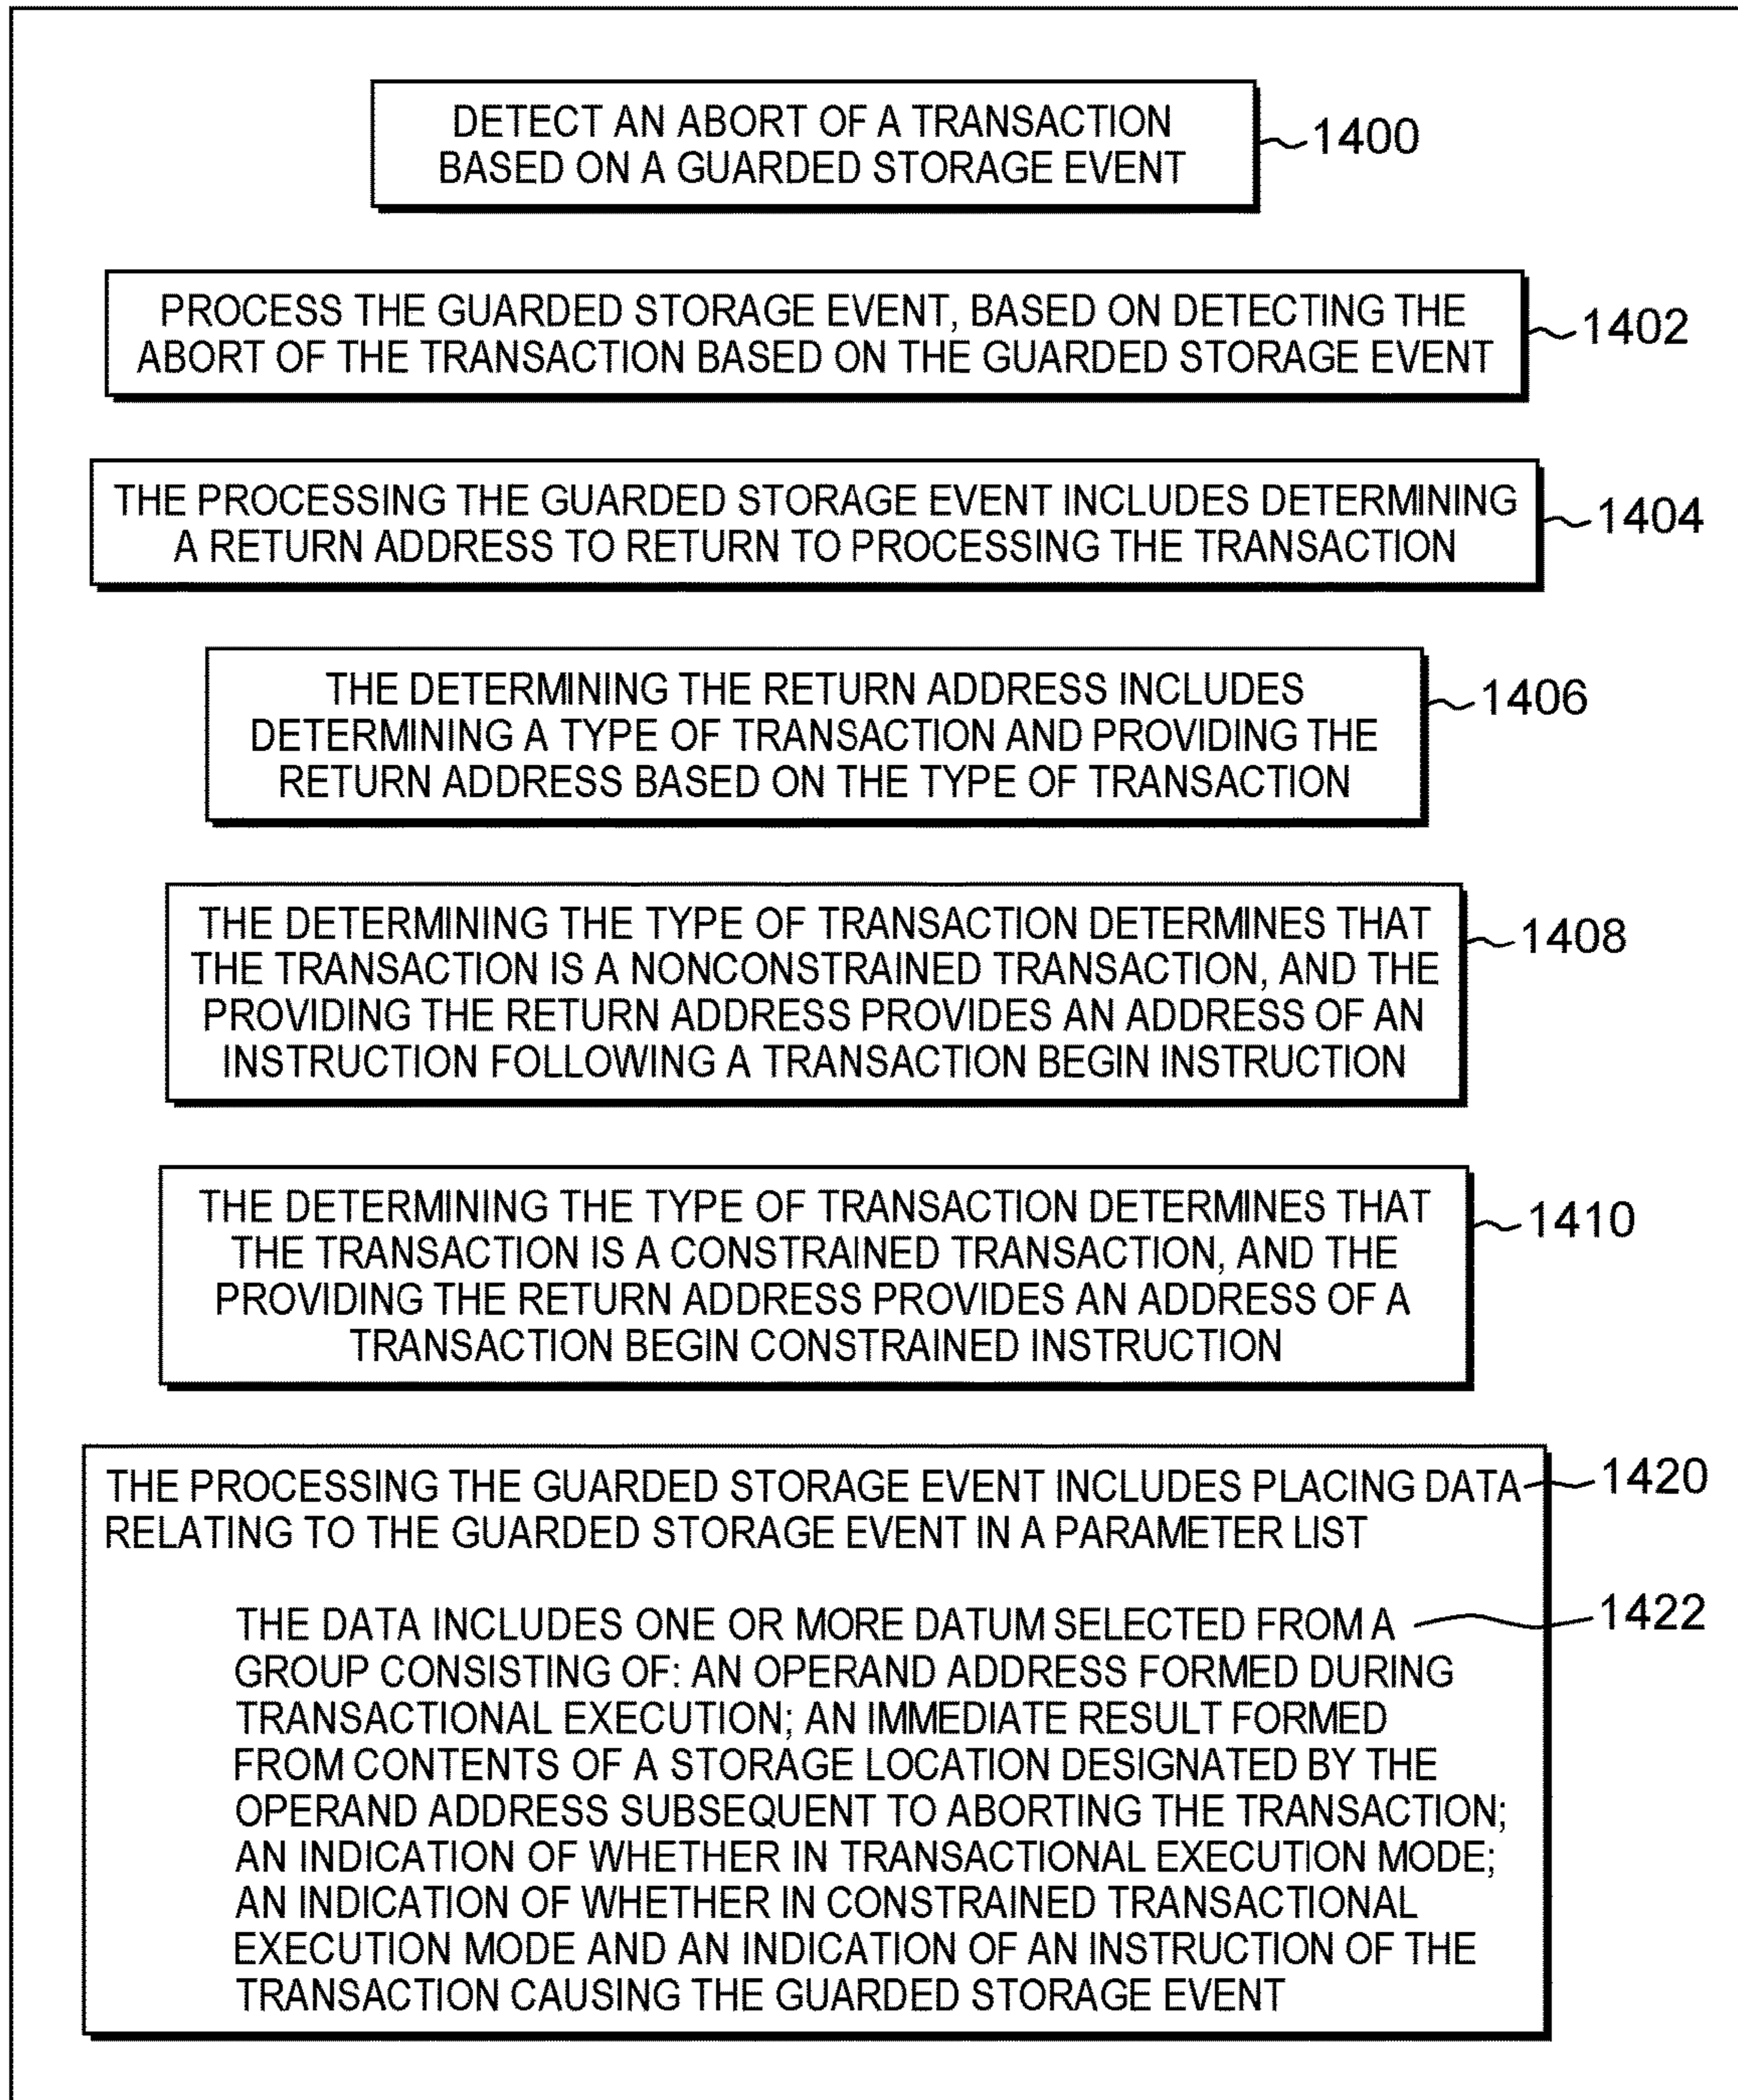 DETECT AN ABORT OF A TRANSACTION
BASED ON A GUARDED STORAGE EVENT
1400
PROCESS THE GUARDED STORAGE EVENT, BASED ON DETECTING THE
ABORT OF THE TRANSACTION BASED ON THE GUARDED STORAGE EVENT
1402
THE PROCESSING THE GUARDED STORAGE EVENT INCLUDES DETERMINING
A RETURN ADDRESS TO RETURN TO PROCESSING THE TRANSACTION
1404
THE DETERMINING THE RETURN ADDRESS INCLUDES
DETERMINING A TYPE OF TRANSACTION AND PROVIDING THE
RETURN ADDRESS BASED ON THE TYPE OF TRANSACTION
1406
THE DETERMINING THE TYPE OF TRANSACTION DETERMINES THAT
THE TRANSACTION IS A NONCONSTRAINED TRANSACTION, AND THE
PROVIDING THE RETURN ADDRESS PROVIDES AN ADDRESS OF AN
INSTRUCTION FOLLOWING A TRANSACTION BEGIN INSTRUCTION
1408
THE DETERMINING THE TYPE OF TRANSACTION DETERMINES THAT
THE TRANSACTION IS A CONSTRAINED TRANSACTION, AND THE
PROVIDING THE RETURN ADDRESS PROVIDES AN ADDRESS OF A
TRANSACTION BEGIN CONSTRAINED INSTRUCTION
1410
THE PROCESSING THE GUARDED STORAGE EVENT INCLUDES PLACING DATA
RELATING TO THE GUARDED STORAGE EVENT IN A PARAMETER LIST
1420
THE DATA INCLUDES ONE OR MORE DATUM SELECTED FROM A
GROUP CONSISTING OF: AN OPERAND ADDRESS FORMED DURING
TRANSACTIONAL EXECUTION; AN IMMEDIATE RESULT FORMED
FROM CONTENTS OF A STORAGE LOCATION DESIGNATED BY THE
OPERAND ADDRESS SUBSEQUENT TO ABORTING THE TRANSACTION;
AN INDICATION OF WHETHER IN TRANSACTIONAL EXECUTION MODE;
AN INDICATION OF WHETHER IN CONSTRAINED TRANSACTIONAL
EXECUTION MODE AND AN INDICATION OF AN INSTRUCTION OF THE
TRANSACTION CAUSING THE GUARDED STORAGE EVENT
1422